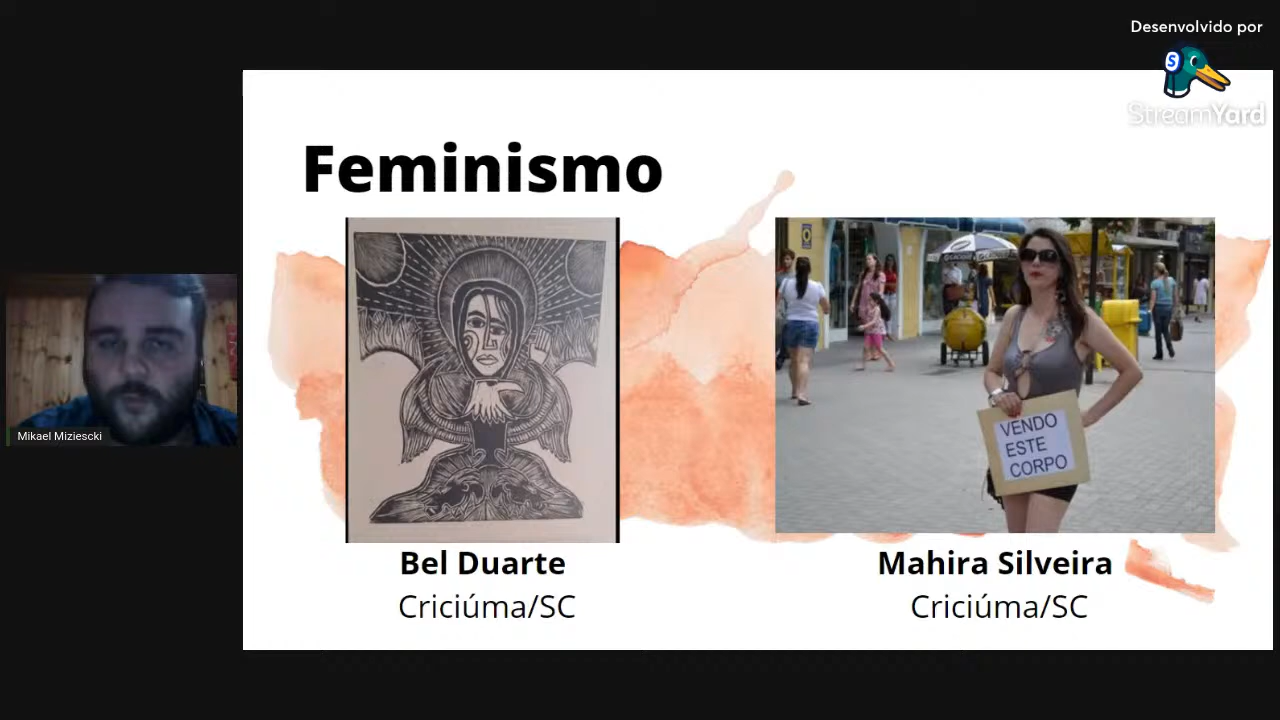 Desenvolvido por
StreamYard
Feminismo
VENDO
ESTE
CORPO
Mikael Miziescki
Bel Duarte
Criciúma/SC
Mahira Silveira
Criciúma/SC